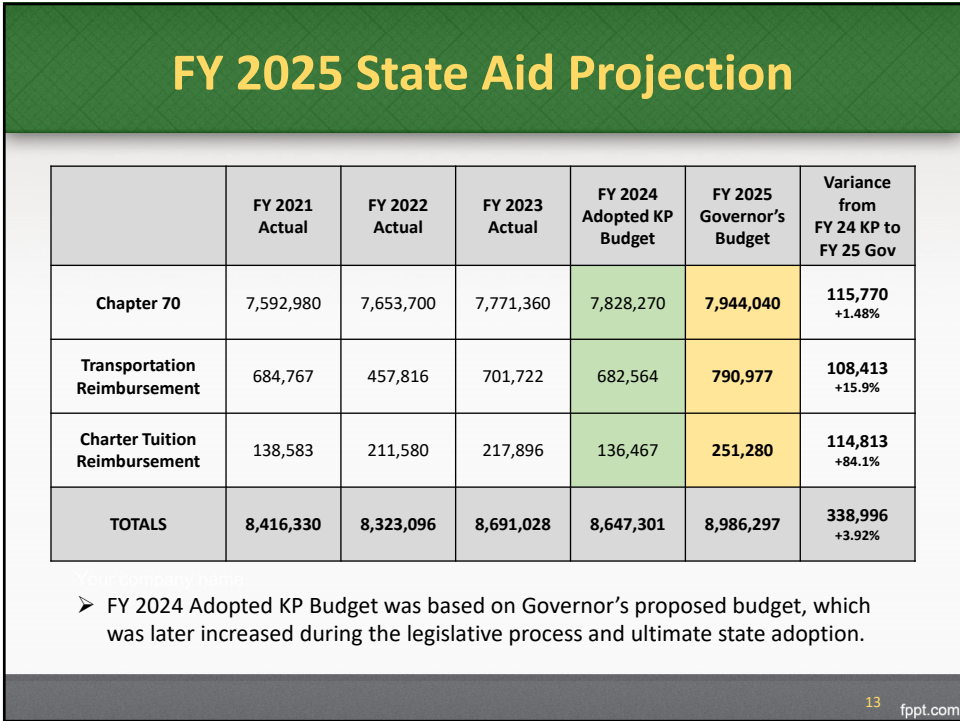 FY 2025 State Aid Projection
FY 2021
Actual
FY 2022
Actual
FY 2023
Actual
FY 2024
Adopted KP
Budget
FY 2025
Governor’s
Budget
Variance
from
FY 24 KP to
FY 25 Gov
Chapter 70
7,592,980
7,653,700
7,771,360
7,828,270
7,944,040
115,770
+1.48%
Transportation
Reimbursement
684,767
457,816
701,722
682,564
790,977
108,413
+15.9%
Charter Tuition
Reimbursement
138,583
211,580
217,896
136,467
251,280
114,813
+84.1%
TOTALS
8,416,330
8,323,096
8,691,028
8,647,301
8,986,297
338,996
+3.92%
Your company name
➢ FY 2024 Adopted KP Budget was based on Governor’s proposed budget, which
was later increased during the legislative process and ultimate state adoption.
13
fppt.com